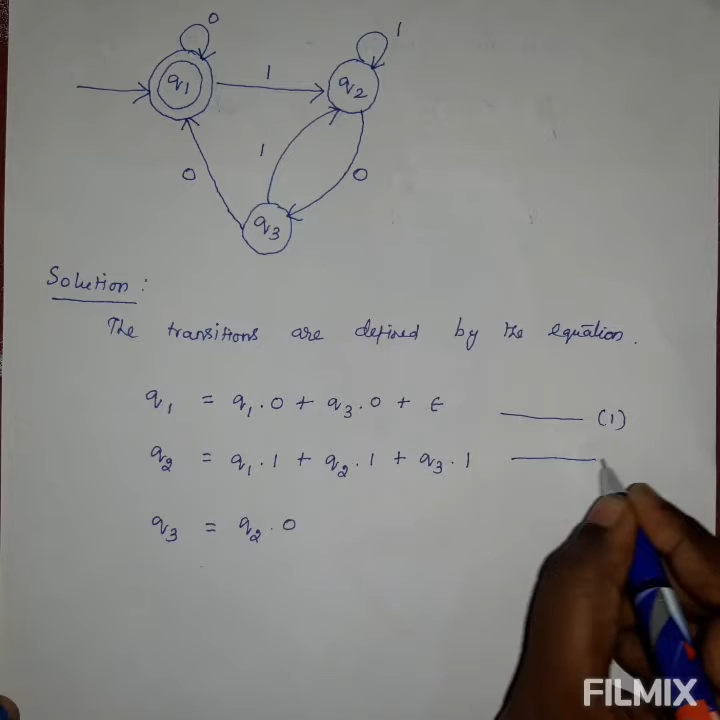 0
1
q1
1
q2
1
0
0
q3
Solution :
The transitions are defined by the equation.
q1 = q1.0 + q3.0 + ε —— (1)
q2 = q1.1 + q2.1 + q3.1 ——
q3 = q2.0
FILMIX